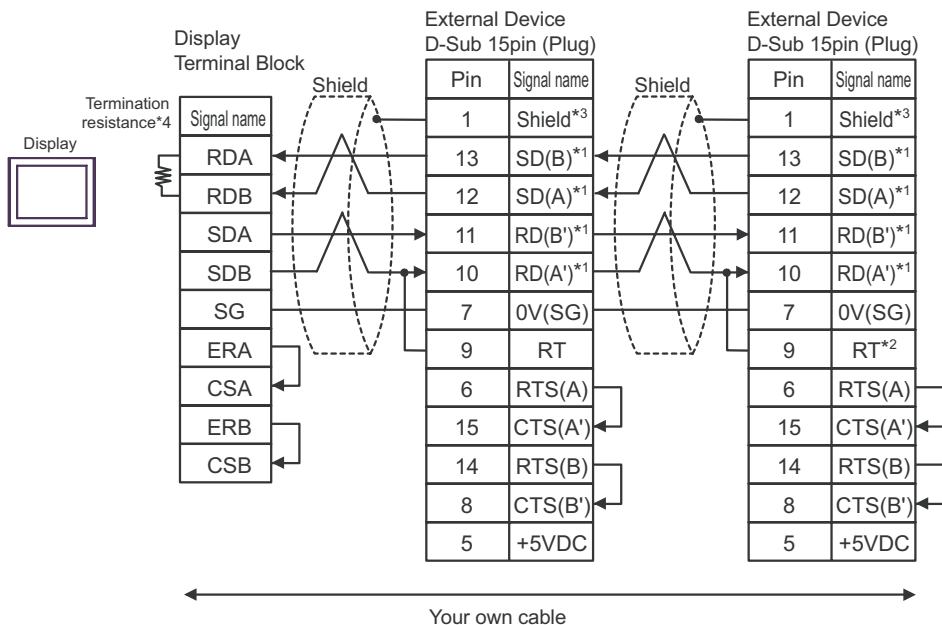 External Device
D-Sub 15pin (Plug)
External Device
D-Sub 15pin (Plug)
Display
Terminal Block
Shield
Shield
Termination
resistance*4
Display
Signal name
RDA
RDB
SDA
SDB
SG
ERA
CSA
ERB
CSB
Pin Signal name
1 Shield*3
13 SD(B)*1
12 SD(A)*1
11 RD(B')*1
10 RD(A')*1
7 0V(SG)
9 RT
6 RTS(A)
15 CTS(A')
14 RTS(B)
8 CTS(B')
5 +5VDC
Pin Signal name
1 Shield*3
13 SD(B)*1
12 SD(A)*1
11 RD(B')*1
10 RD(A')*1
7 0V(SG)
9 RT*2
6 RTS(A)
15 CTS(A')
14 RTS(B)
8 CTS(B')
5 +5VDC
Your own cable